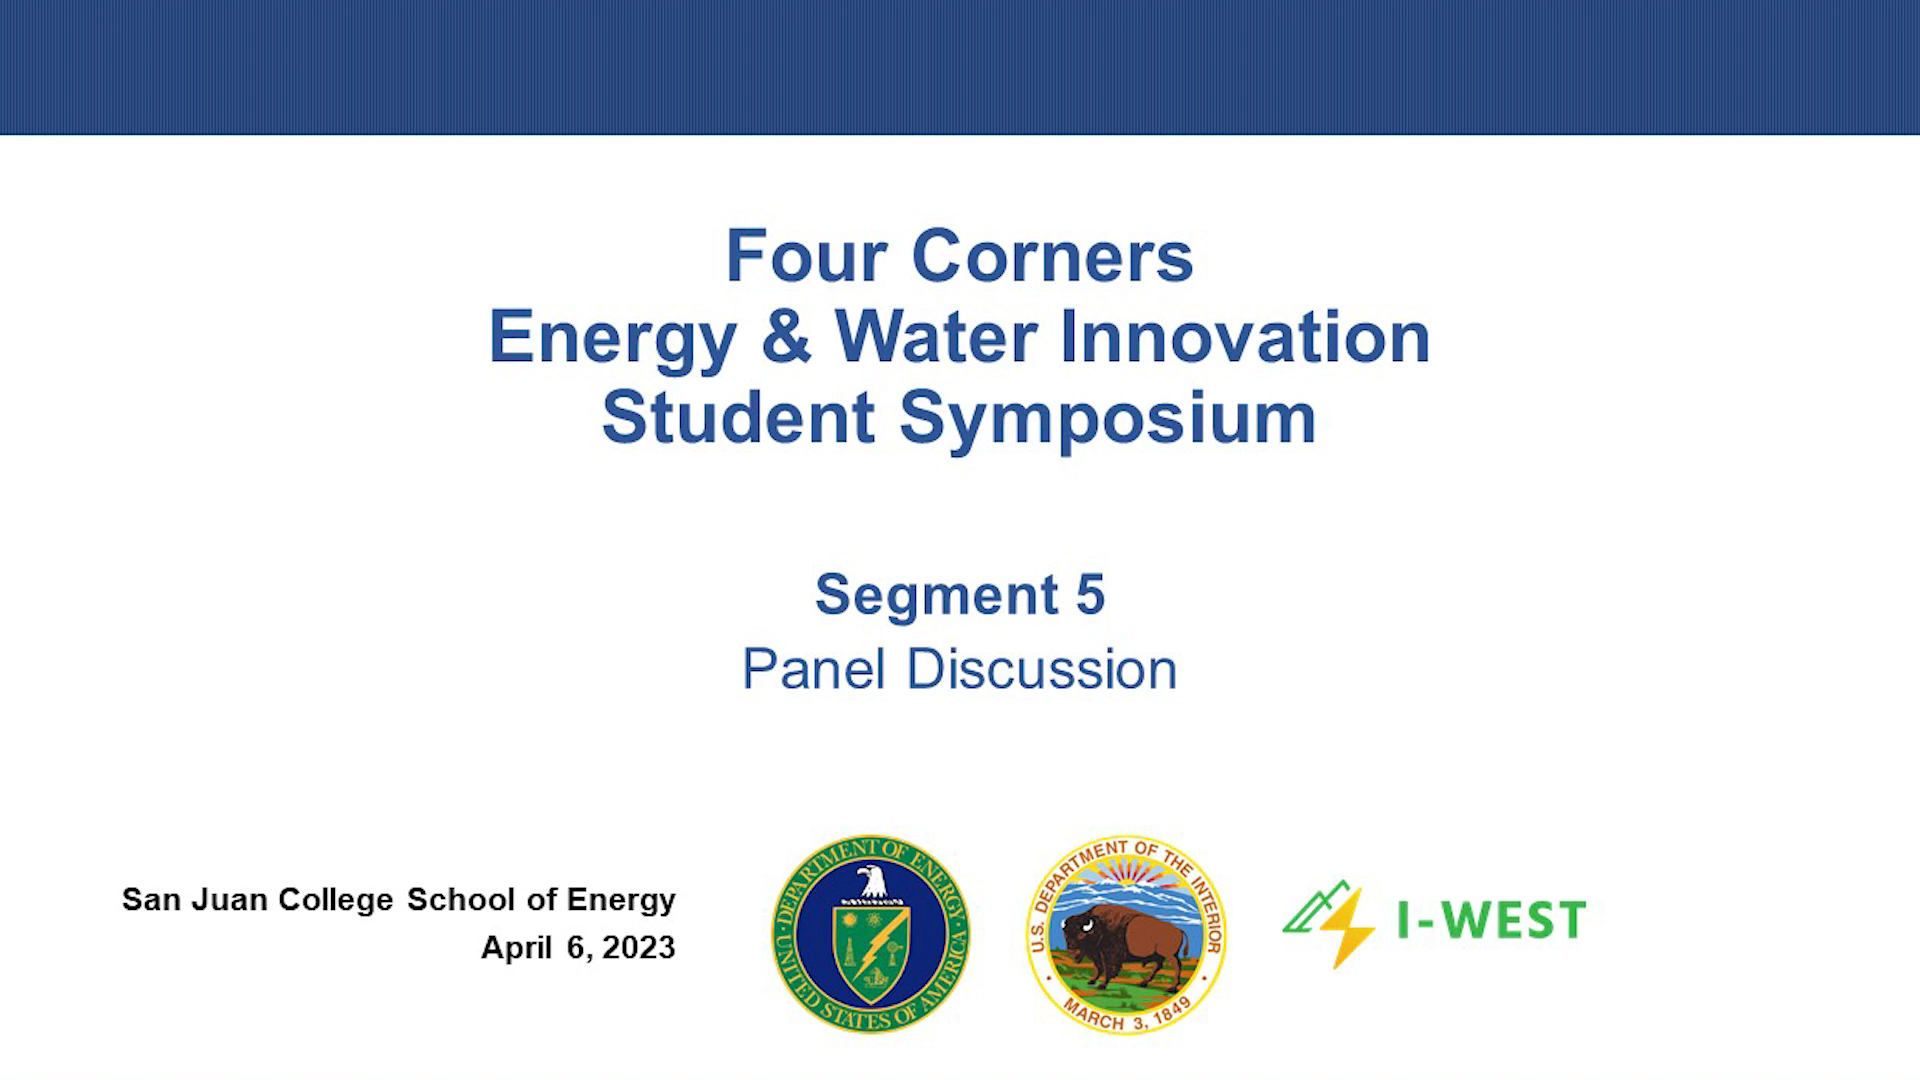 Four Corners
Energy & Water Innovation
Student Symposium
Segment 5
Panel Discussion
San Juan College School of Energy
April 6, 2023
DEPARTMENT OF ENERGY
UNITED STATES OF AMERICA
U.S. DEPARTMENT OF THE INTERIOR
MARCH 3, 1849
I-WEST